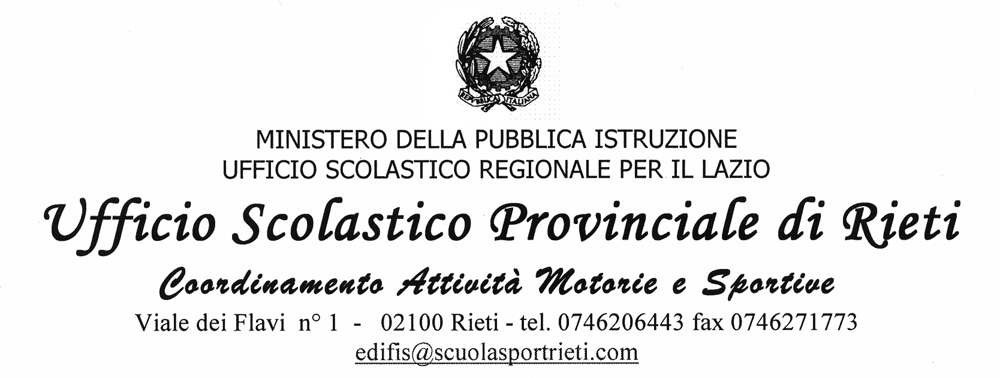 REPVBBLICA ITALIANA
MINISTERO DELLA PUBBLICA ISTRUZIONE
UFFICIO SCOLASTICO REGIONALE PER IL LAZIO
Ufficio Scolastico Provinciale di Rieti
Coordinamento Attività Motorie e Sportive
Viale dei Flavi n° 1 - 02100 Rieti - tel. 0746206443 fax 0746271773
edifis@scuolasportrieti.com